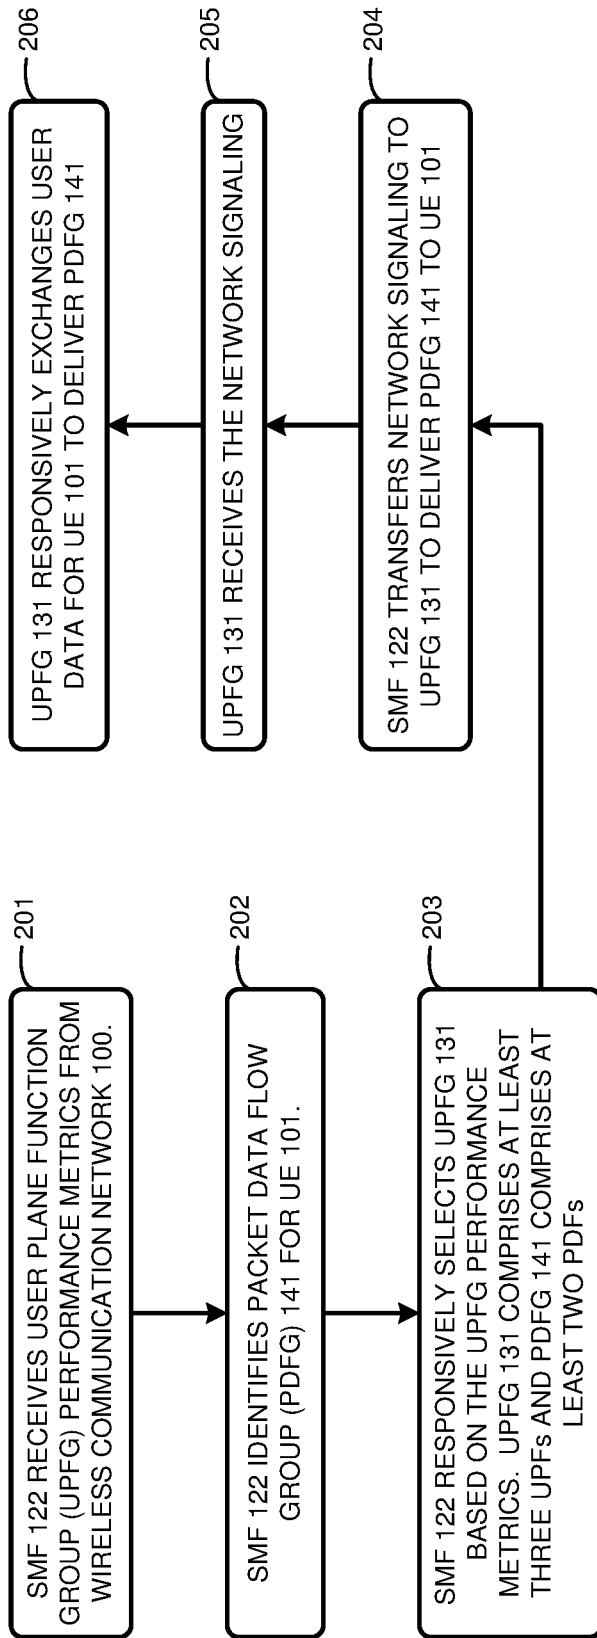 SMF 122 RECEIVES USER PLANE FUNCTION
GROUP (UPFG) PERFORMANCE METRICS FROM
WIRELESS COMMUNICATION NETWORK 100.
201
SMF 122 IDENTIFIES PACKET DATA FLOW
GROUP (PDFG) 141 FOR UE 101.
202
SMF 122 RESPONSIVELY SELECTS UPFG 131
BASED ON THE UPFG PERFORMANCE
METRICS. UPFG 131 COMPRISES AT LEAST
THREE UPFs AND PDFG 141 COMPRISES AT
LEAST TWO PDFs
203
SMF 122 TRANSFERS NETWORK SIGNALING TO
UPFG 131 TO DELIVER PDFG 141 TO UE 101
204
UPFG 131 RECEIVES THE NETWORK SIGNALING
205
UPFG 131 RESPONSIVELY EXCHANGES USER
DATA FOR UE 101 TO DELIVER PDFG 141
206